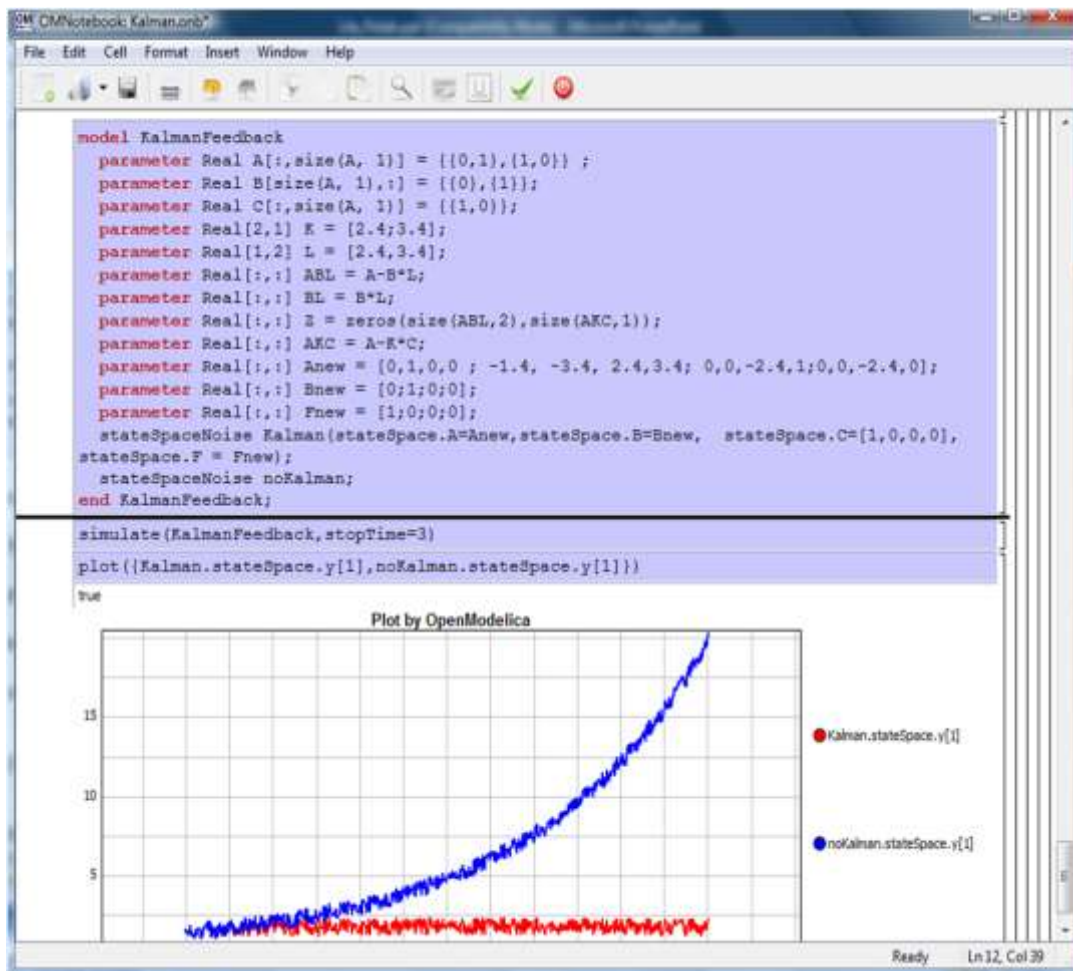 OMNotebook: Kalman.onb*
File Edit Cell Format Insert Window Help
model KalmanFeedback
parameter Real A[:,size(A, 1)] = {{0,1},{1,0}} ;
parameter Real B[size(A, 1),:] = {{0},{1}};
parameter Real C[:,size(A, 1)] = {{1,0}};
parameter Real[2,1] K = [2.4;3.4];
parameter Real[1,2] L = [2.4,3.4];
parameter Real[:,:] ABL = A-B*L;
parameter Real[:,:] BL = B*L;
parameter Real[:,:] Z = zeros(size(ABL,2),size(AKC,1));
parameter Real[:,:] AKC = A-K*C;
parameter Real[:,:] Anew = [0,1,0,0 ; -1.4, -3.4, 2.4,3.4; 0,0,-2.4,1;0,0,-2.4,0];
parameter Real[:,:] Bnew = [0;1;0;0];
parameter Real[:,:] Fnew = [1;0;0;0];
stateSpaceNoise Kalman(stateSpace.A=Anew,stateSpace.B=Bnew, stateSpace.C=[1,0,0,0],
stateSpace.F = Fnew);
stateSpaceNoise noKalman;
end KalmanFeedback;
simulate(KalmanFeedback,stopTime=3)
plot({Kalman.stateSpace.y[1],noKalman.stateSpace.y[1]})
true
Plot by OpenModelica
15
Kalman.stateSpace.y[1]
10
noKalman.stateSpace.y[1]
5
Ready Ln 12, Col 39